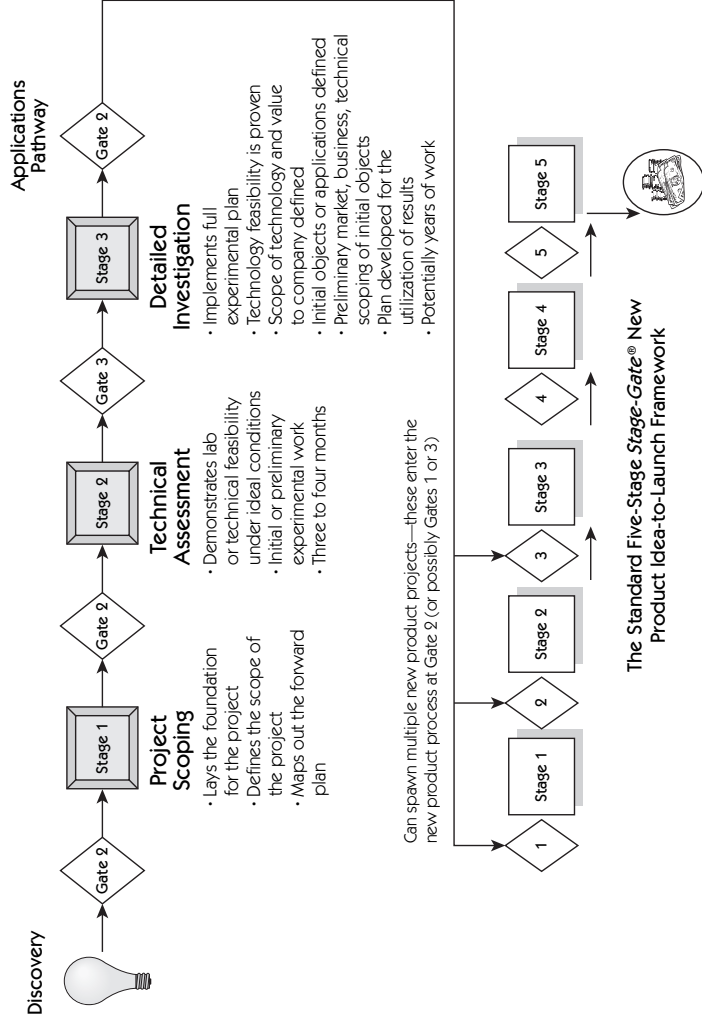 Discovery
Gate 2
Stage 1
Gate 2
Stage 2
Gate 3
Stage 3
Gate 2
Applications
Pathway
Project
Scoping
• Lays the foundation
for the project
• Defines the scope of
the project
• Maps out the forward
plan
Technical
Assessment
• Demonstrates lab
or technical feasibility
under ideal conditions
• Initial or preliminary
experimental work
• Three to four months
Detailed
Investigation
• Implements full
experimental plan
• Technology feasibility is proven
• Scope of technology and value
to company defined
• Initial objects or applications defined
• Preliminary market, business, technical
scoping of initial objects
• Plan developed for the
utilization of results
• Potentially years of work
Can spawn multiple new product projects—these enter the
new product process at Gate 2 (or possibly Gates 1 or 3)
1
Stage 1
2
Stage 2
3
Stage 3
4
Stage 4
5
Stage 5
The Standard Five-Stage Stage-Gate® New
Product Idea-to-Launch Framework